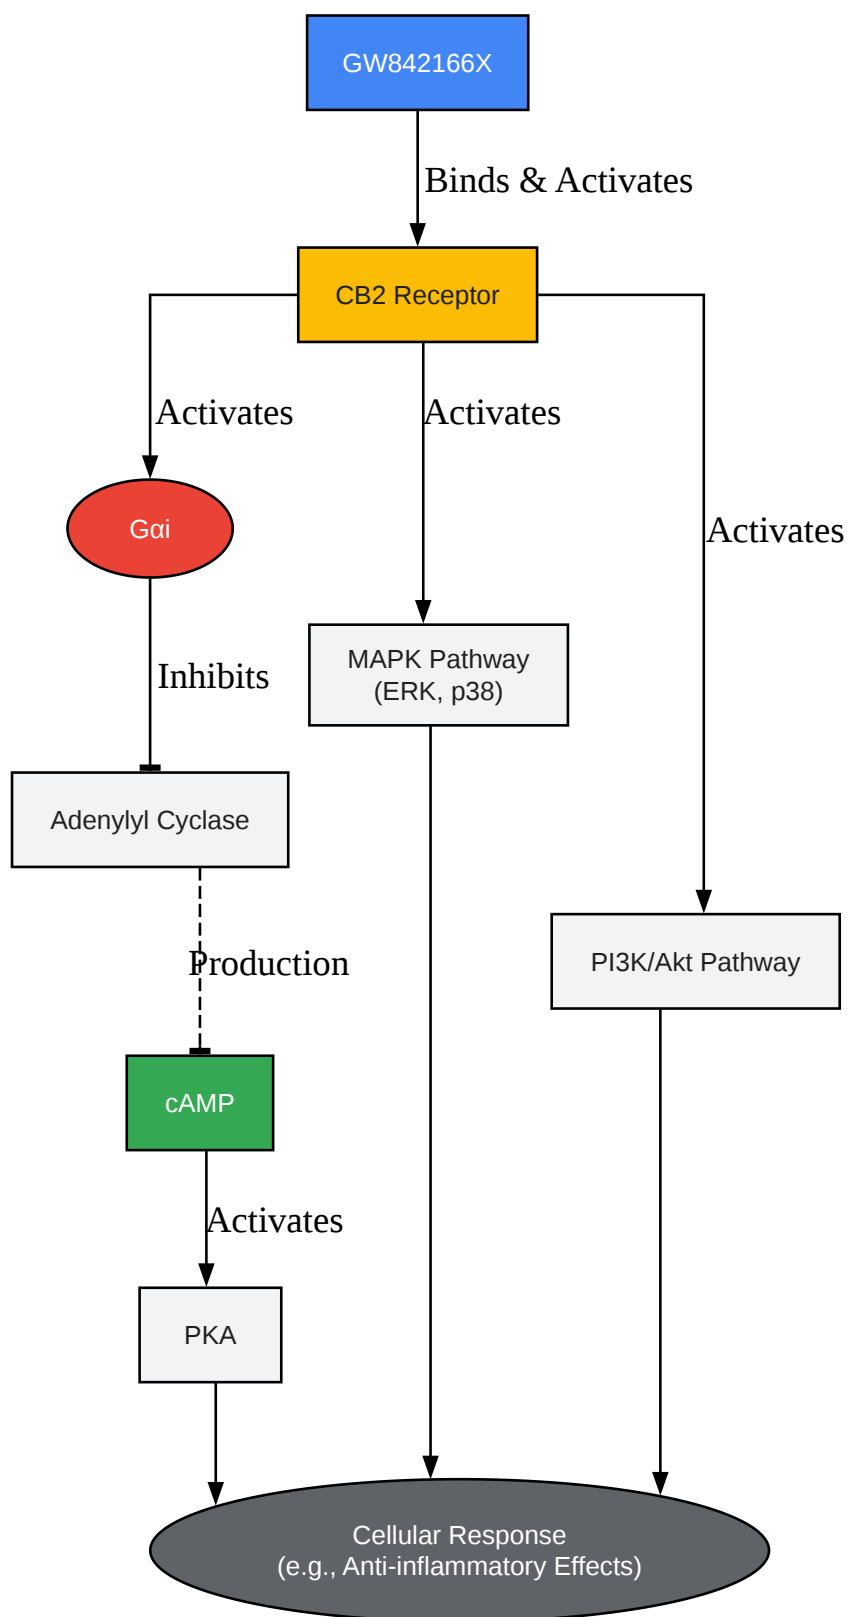 GW842166X
Binds & Activates
CB2 Receptor
Activates
Activates
Gαi
Activates
MAPK Pathway
(ERK, p38)
Inhibits
Adenylyl Cyclase
Production
PI3K/Akt Pathway
cAMP
Activates
PKA
Cellular Response
(e.g., Anti-inflammatory Effects)